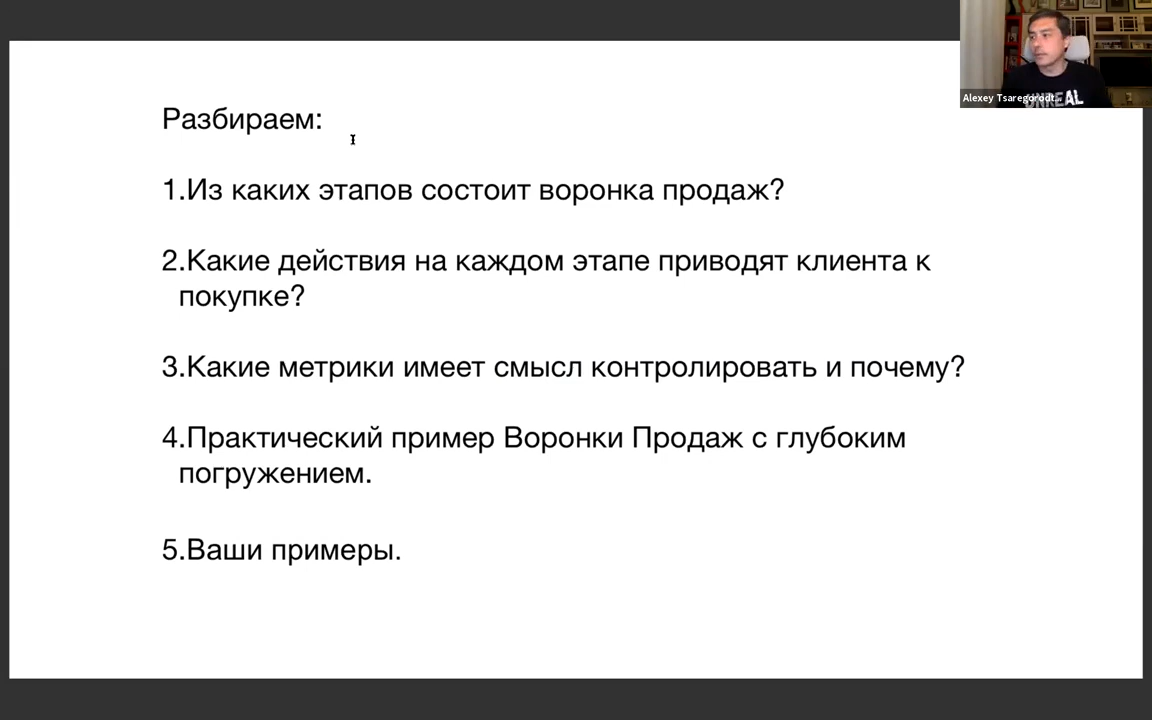 Разбираем:
1.Из каких этапов состоит воронка продаж?
2.Какие действия на каждом этапе приводят клиента к
покупке?
3.Какие метрики имеет смысл контролировать и почему?
4.Практический пример Воронки Продаж с глубоким
погружением.
5.Ваши примеры.
UNREAL
Alexey Tsaregorodt...